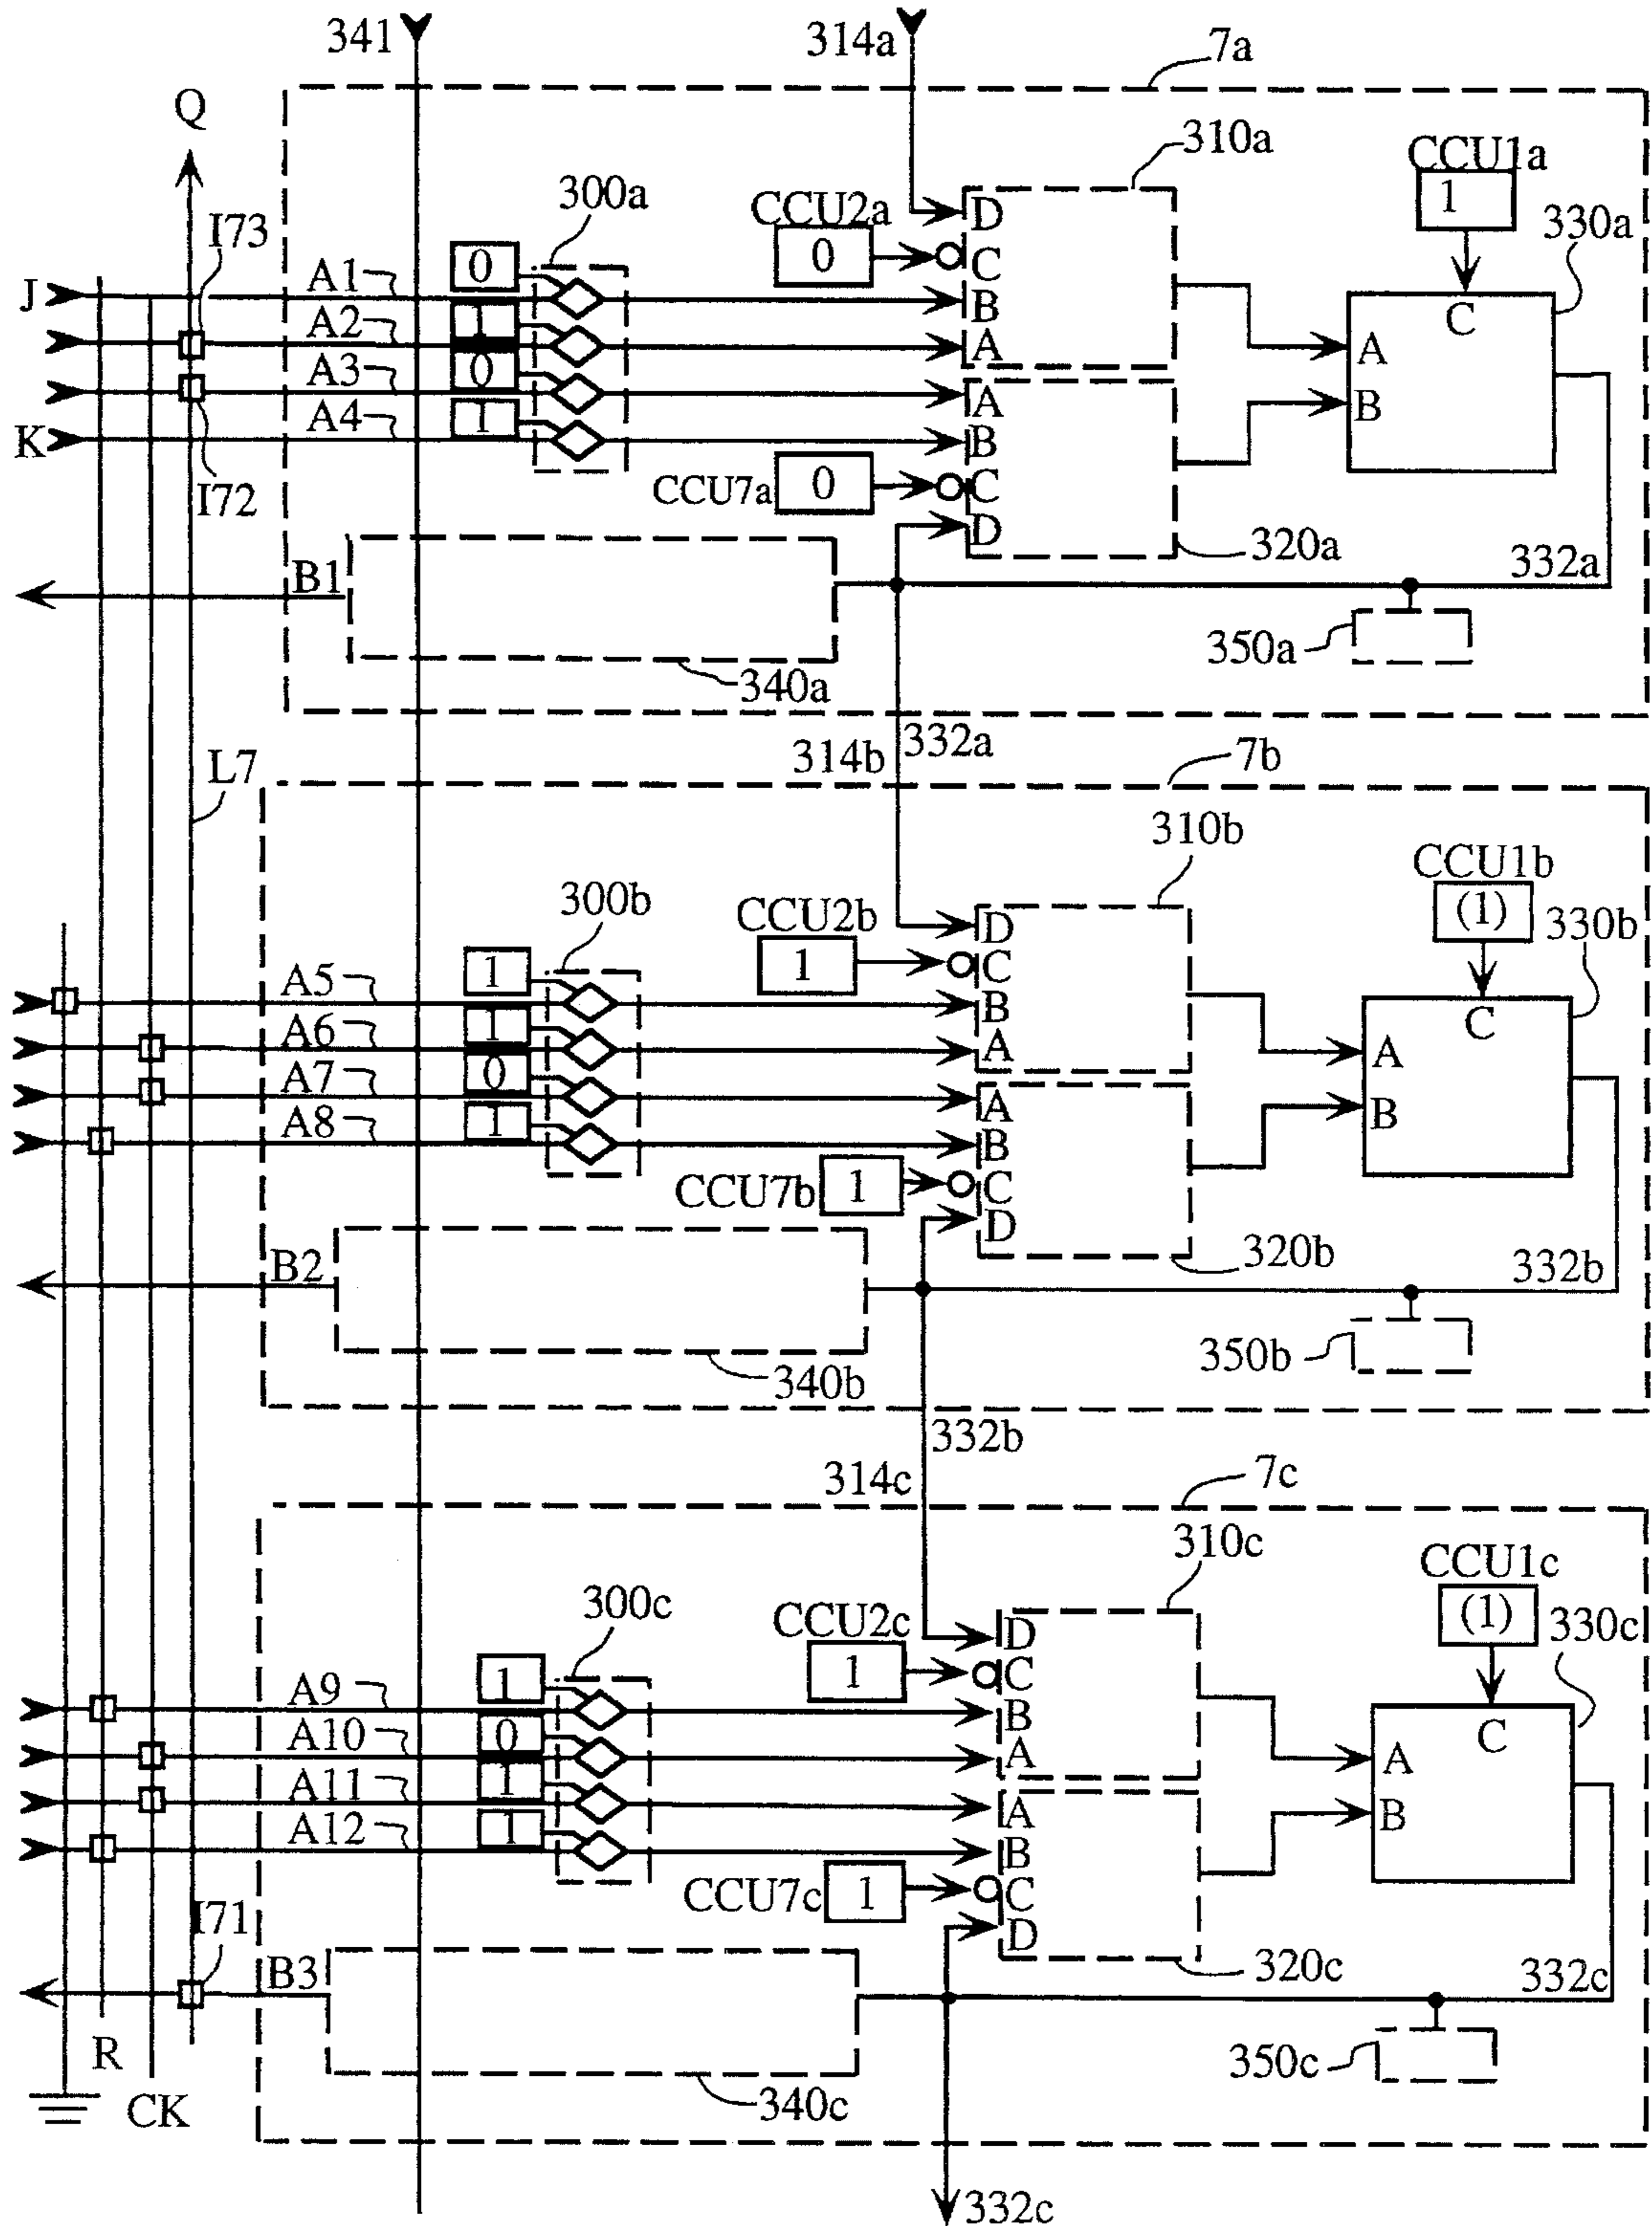 341
314a
7a
Q
310a
CCU1a
1
300a
CCU2a
0
330a
I73
D
C
B
A
J
A1
0
A2
1
A3
0
A4
1
K
A
B
C
D
A
B
C
I72
CCU7a
0
320a
B1
332a
350a
340a
332a
314b
L7
7b
310b
CCU1b
(1)
300b
CCU2b
1
330b
D
C
B
A
A5
1
A6
1
A7
0
A8
1
A
B
C
D
A
B
C
CCU7b
1
320b
B2
332b
350b
340b
332b
314c
7c
310c
CCU1c
(1)
300c
CCU2c
1
330c
D
C
B
A
A9
1
A10
0
A11
1
A12
1
A
B
C
D
A
B
C
CCU7c
1
I71
B3
320c
332c
R
350c
CK
340c
332c